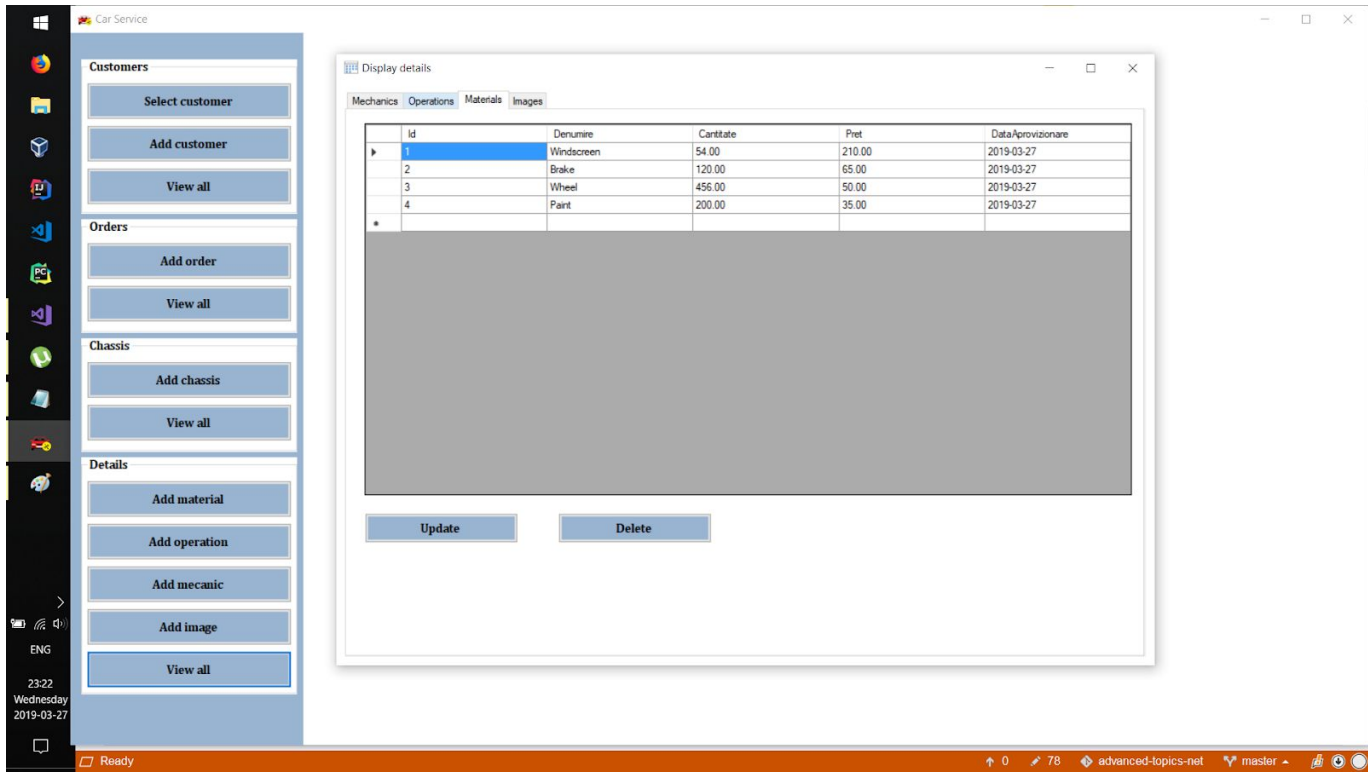 Car Service
Customers
Select customer
Add customer
View all
Orders
Add order
View all
Chassis
Add chassis
View all
Details
Add material
Add operation
Add mecanic
Add image
View all
Display details
Mechanics Operations Materials Images
Id Denumire Cantitate Pret DataAprovizionare
1 Windscreen 54.00 210.00 2019-03-27
2 Brake 120.00 65.00 2019-03-27
3 Wheel 456.00 50.00 2019-03-27
4 Paint 200.00 35.00 2019-03-27
Update Delete
PC
ENG
23:22
Wednesday
2019-03-27
Ready 0 78 advanced-topics-net master